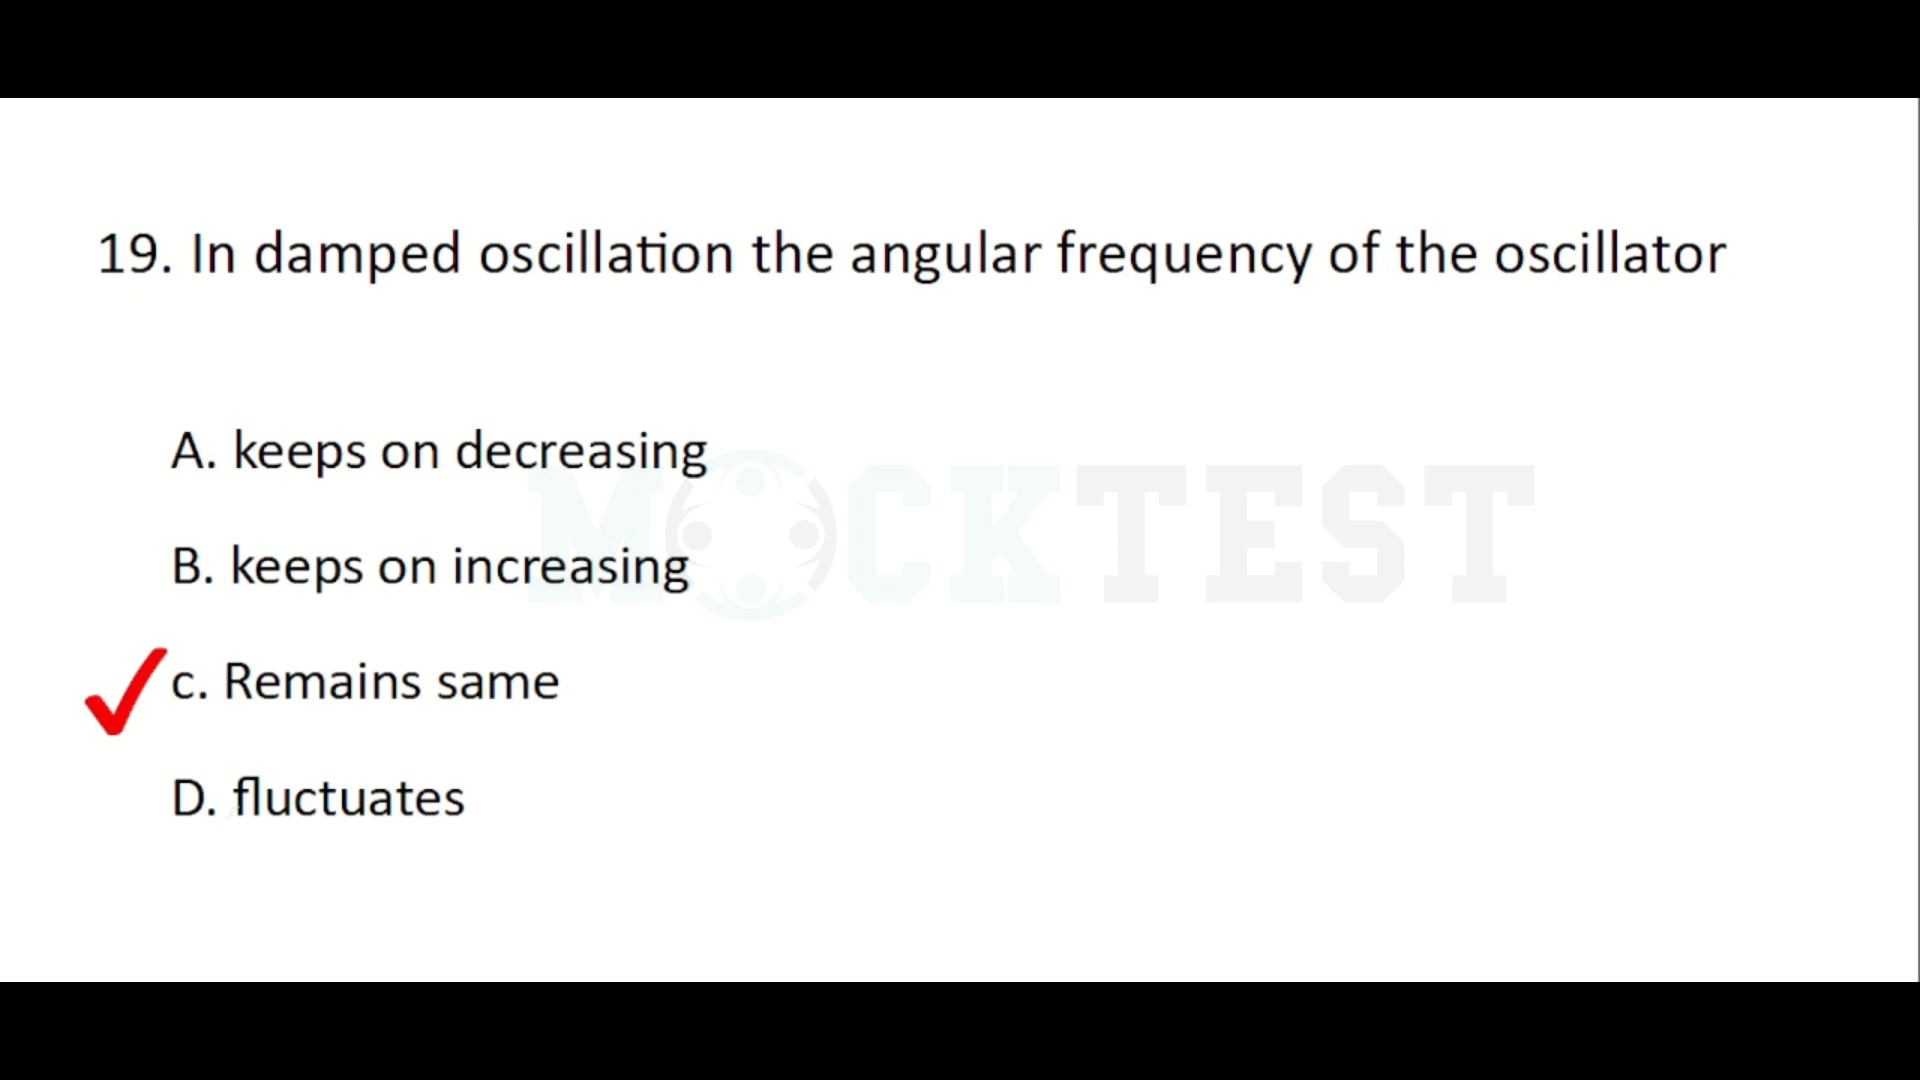 19. In damped oscillation the angular frequency of the oscillator
A. keeps on decreasing
B. keeps on increasing
MOCKTEST
c. Remains same
D. fluctuates